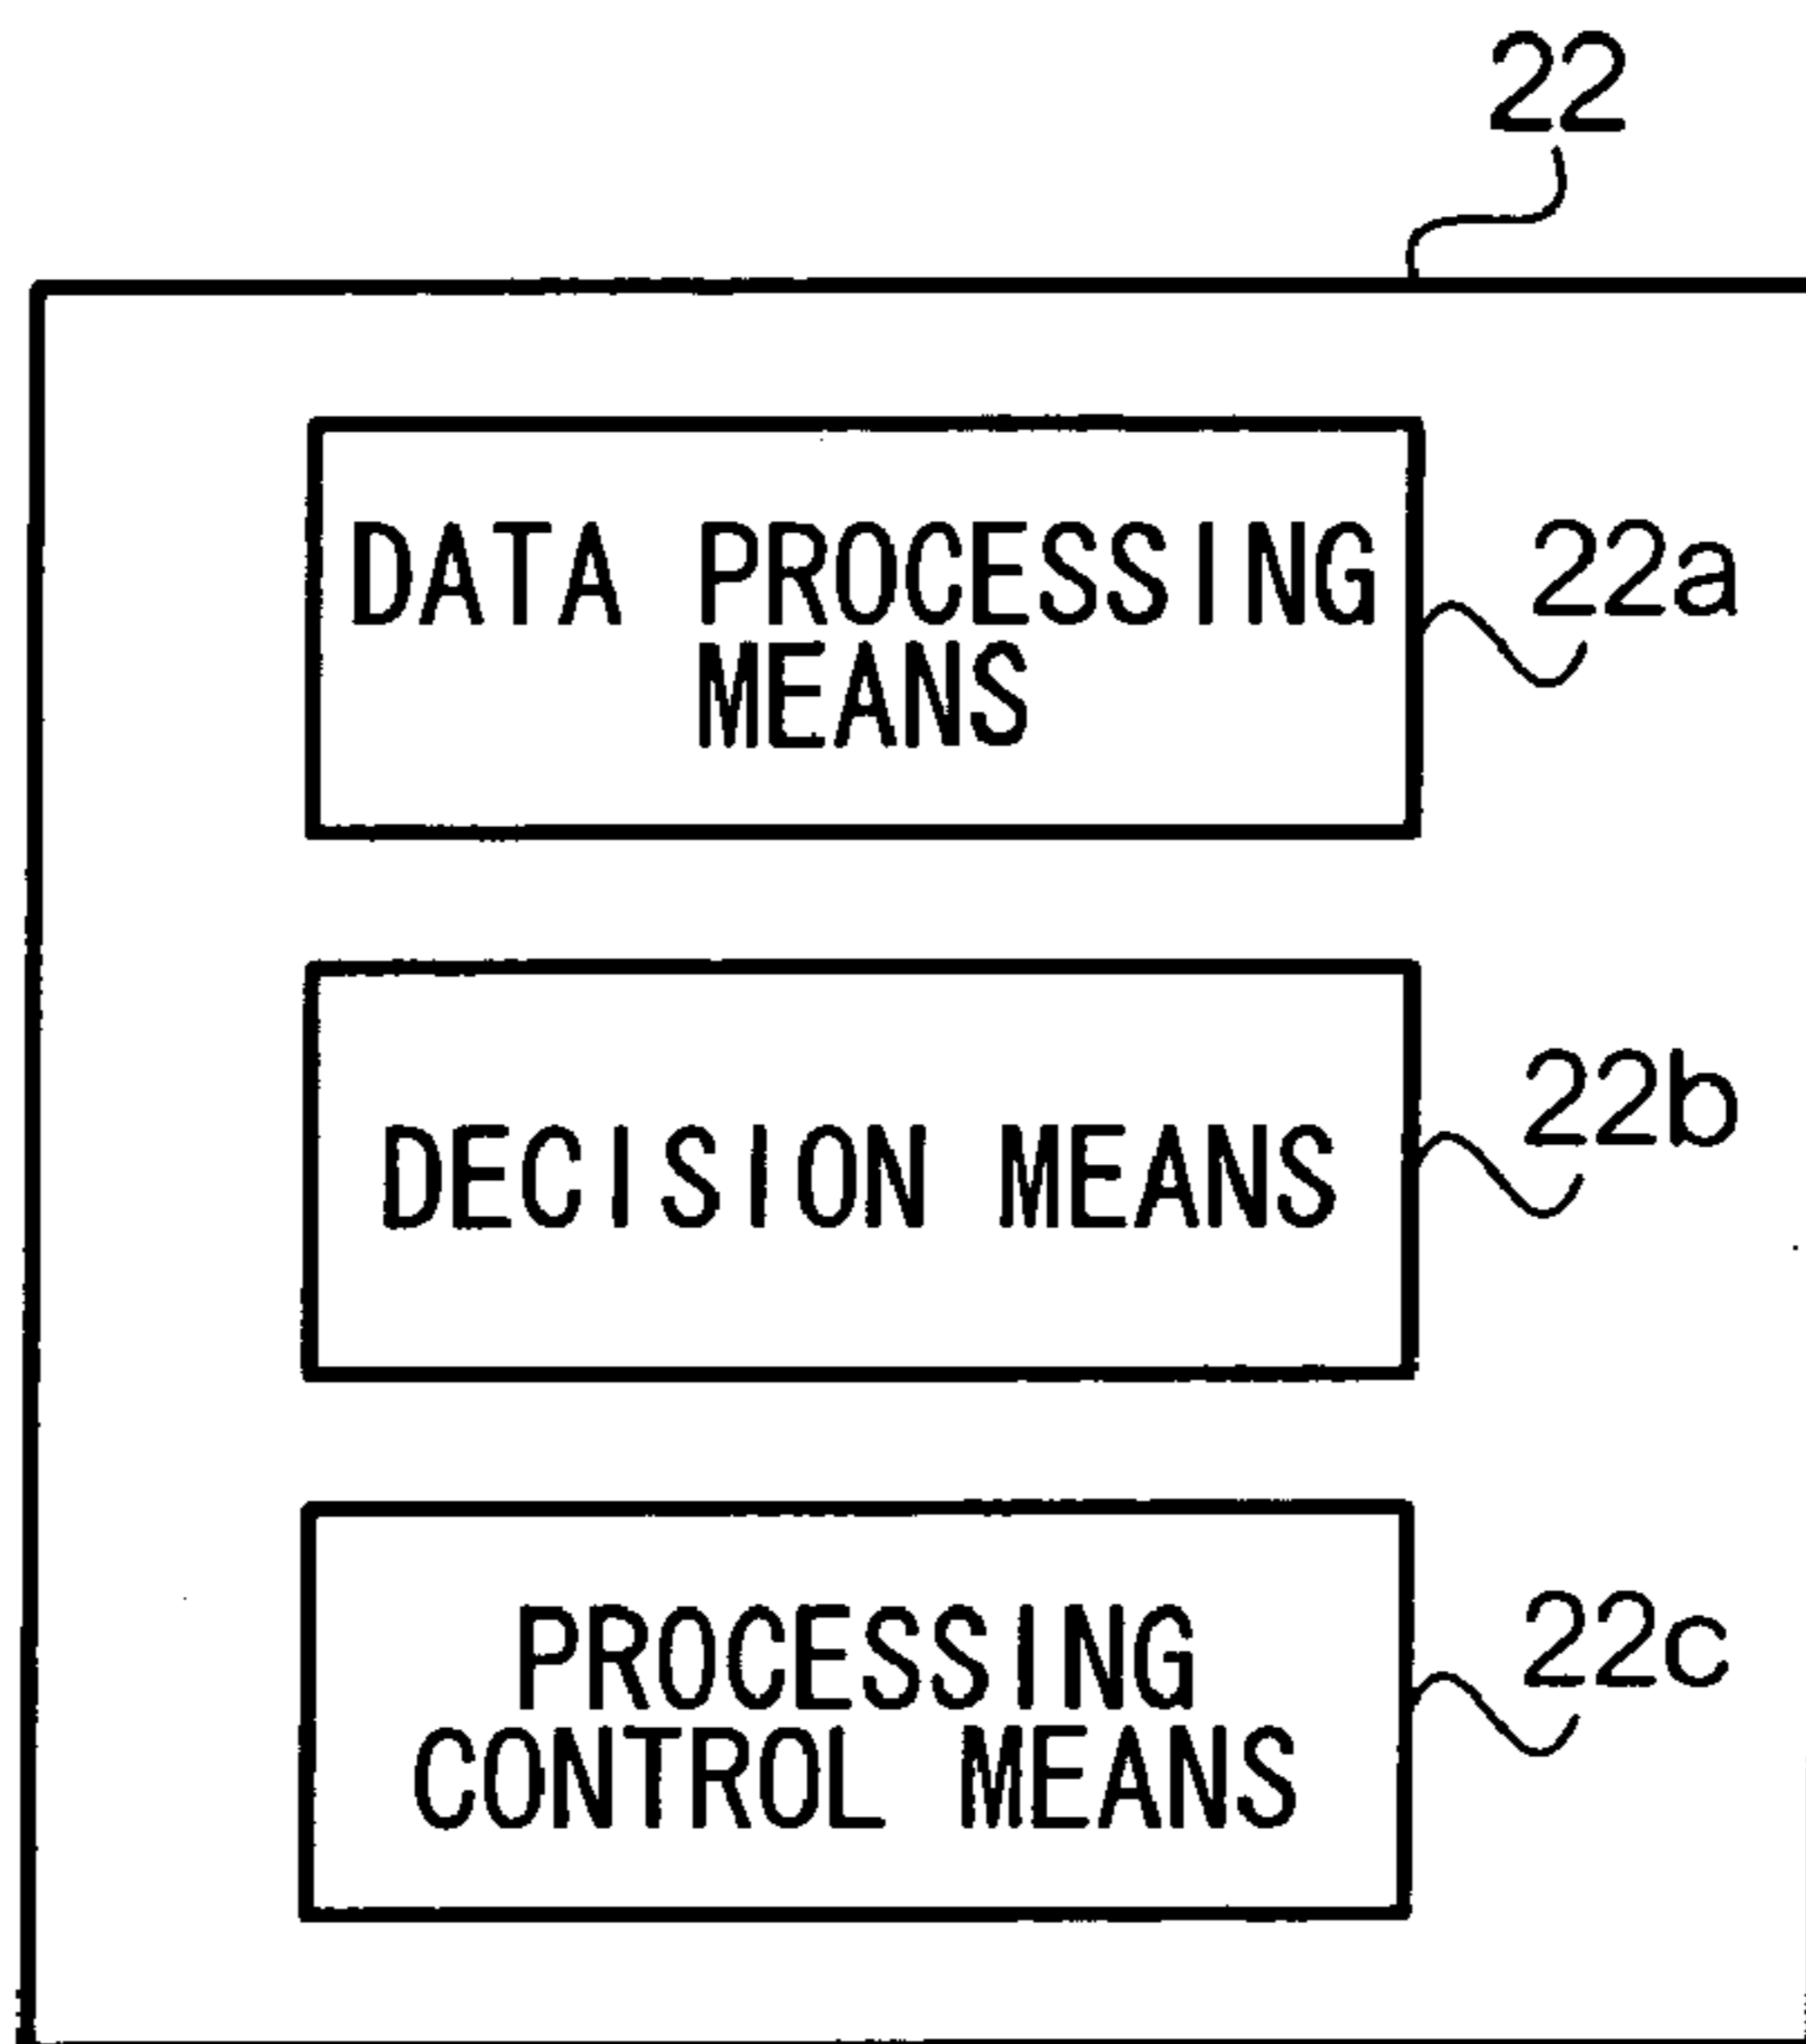 22
DATA PROCESSING
MEANS
22a
DECISION MEANS
22b
PROCESSING
CONTROL MEANS
22c